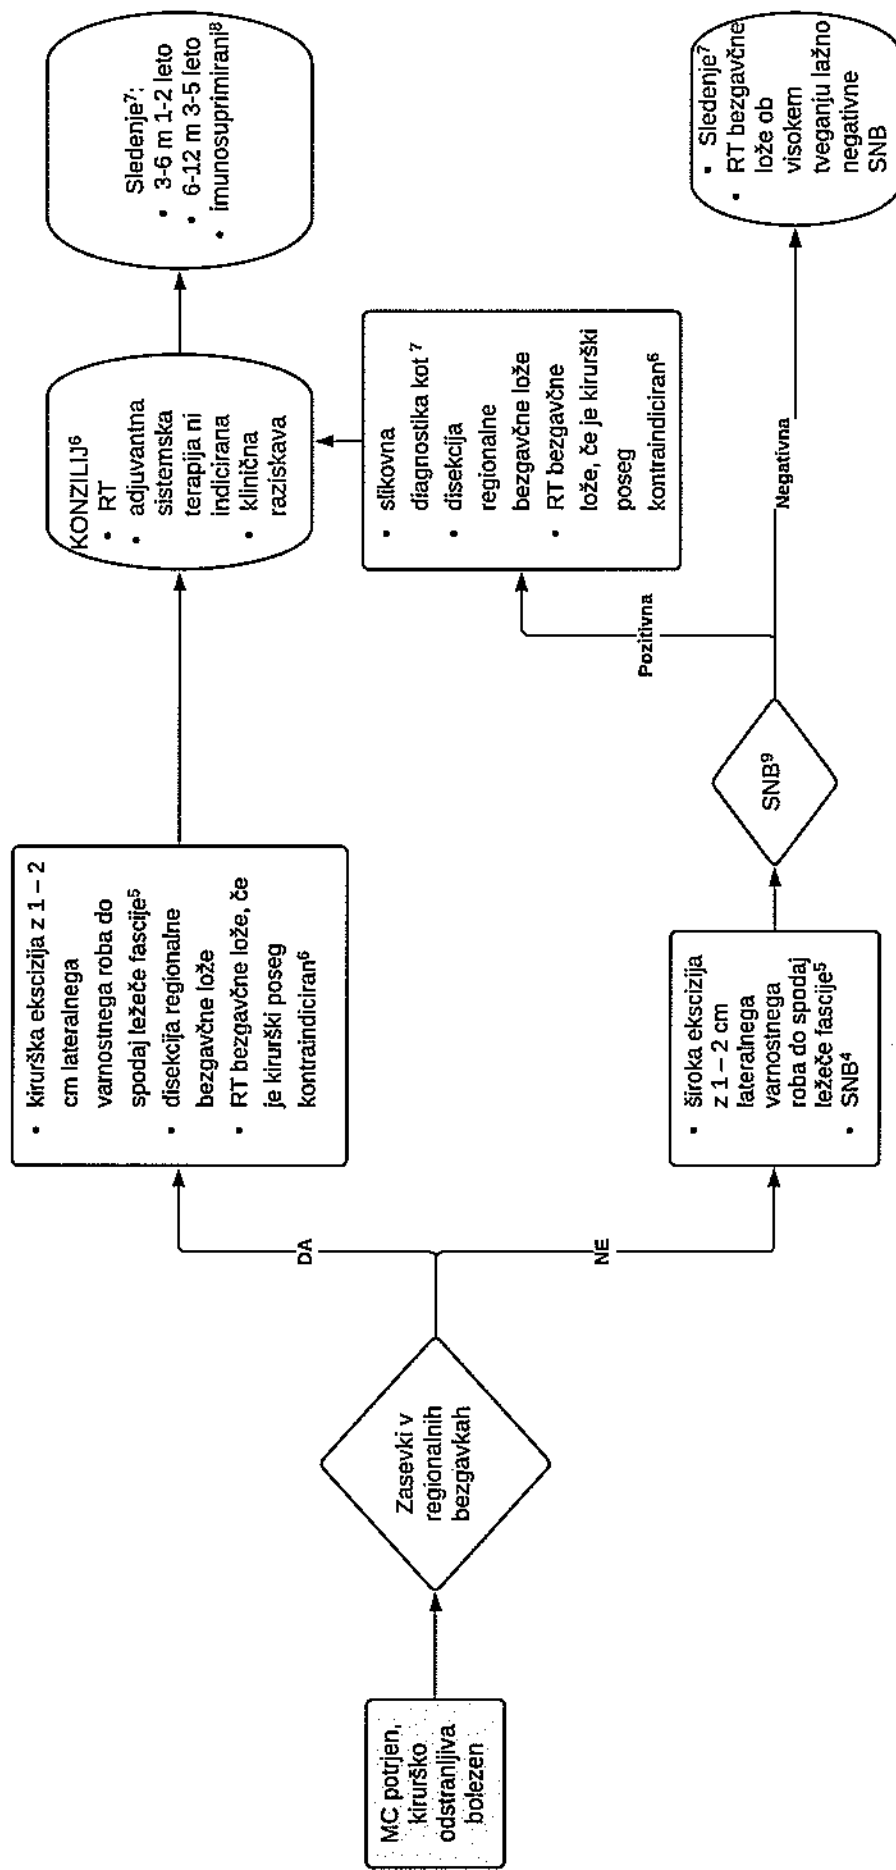 MC potrjen,
kirurško
odstranljiva
bolezen
Zasevki v
regionalnih
bezgavkah
DA
NE
• kirurška ekscizija z 1 – 2
cm lateralnega
varnostnega roba do
spodaj ležeče fascije⁵
• disekcija regionalne
bezgavčne lože
• RT bezgavčne lože, če
je kirurški poseg
kontraindiciran⁶
• široka ekscizija
z 1 – 2 cm
lateralnega
varnostnega
roba do spodaj
ležeče fascije⁵
• SNB⁴
SNB⁹
Pozitivna
Negativna
• slikovna
diagnostika kot ⁷
• disekcija
regionalne
bezgavčne lože
• RT bezgavčne
lože, če je kirurški
poseg
kontraindiciran⁶
KONZILIJ⁶
• RT
• adjuvantna
sistemska
terapija ni
indicirana
• klinična
raziskava
Sledenje⁷:
• 3-6 m 1-2 leto
• 6-12 m 3-5 leto
• imunosuprimirani⁸
• Sledenje⁷
• RT bezgavčne
lože ob
visokem
tveganju lažno
negativne
SNB